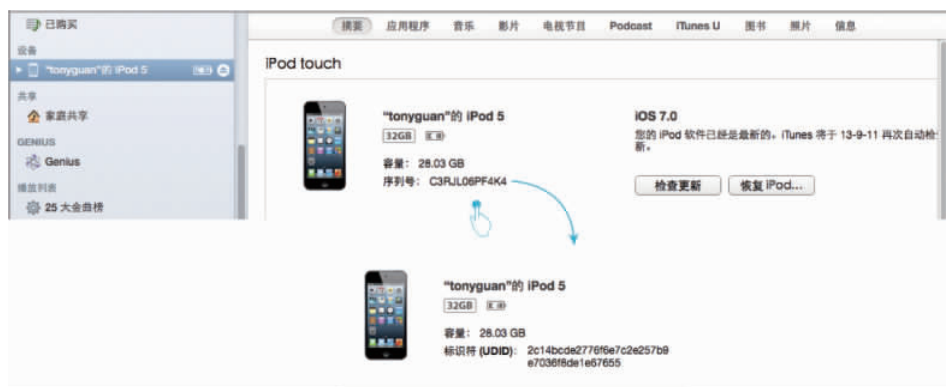 已购买
摘要 应用程序 音乐 影片 电视节目 Podcast iTunes U 图书 照片 信息
设备
"tonyguan"的 iPod 5
共享
家庭共享
GENIUS
Genius
播放列表
25 大金曲榜
iPod touch
"tonyguan"的 iPod 5
32GB
容量: 28.03 GB
序列号: C3RJL06PF4K4
iOS 7.0
您的 iPod 软件已经是最新的。iTunes 将于 13-9-11 再次自动检
新。
检查更新 恢复 iPod...
"tonyguan"的 iPod 5
32GB
容量: 28.03 GB
标识符 (UDID): 2c14bcde2776f6e7c2e257b9
e7036f8de1e67655